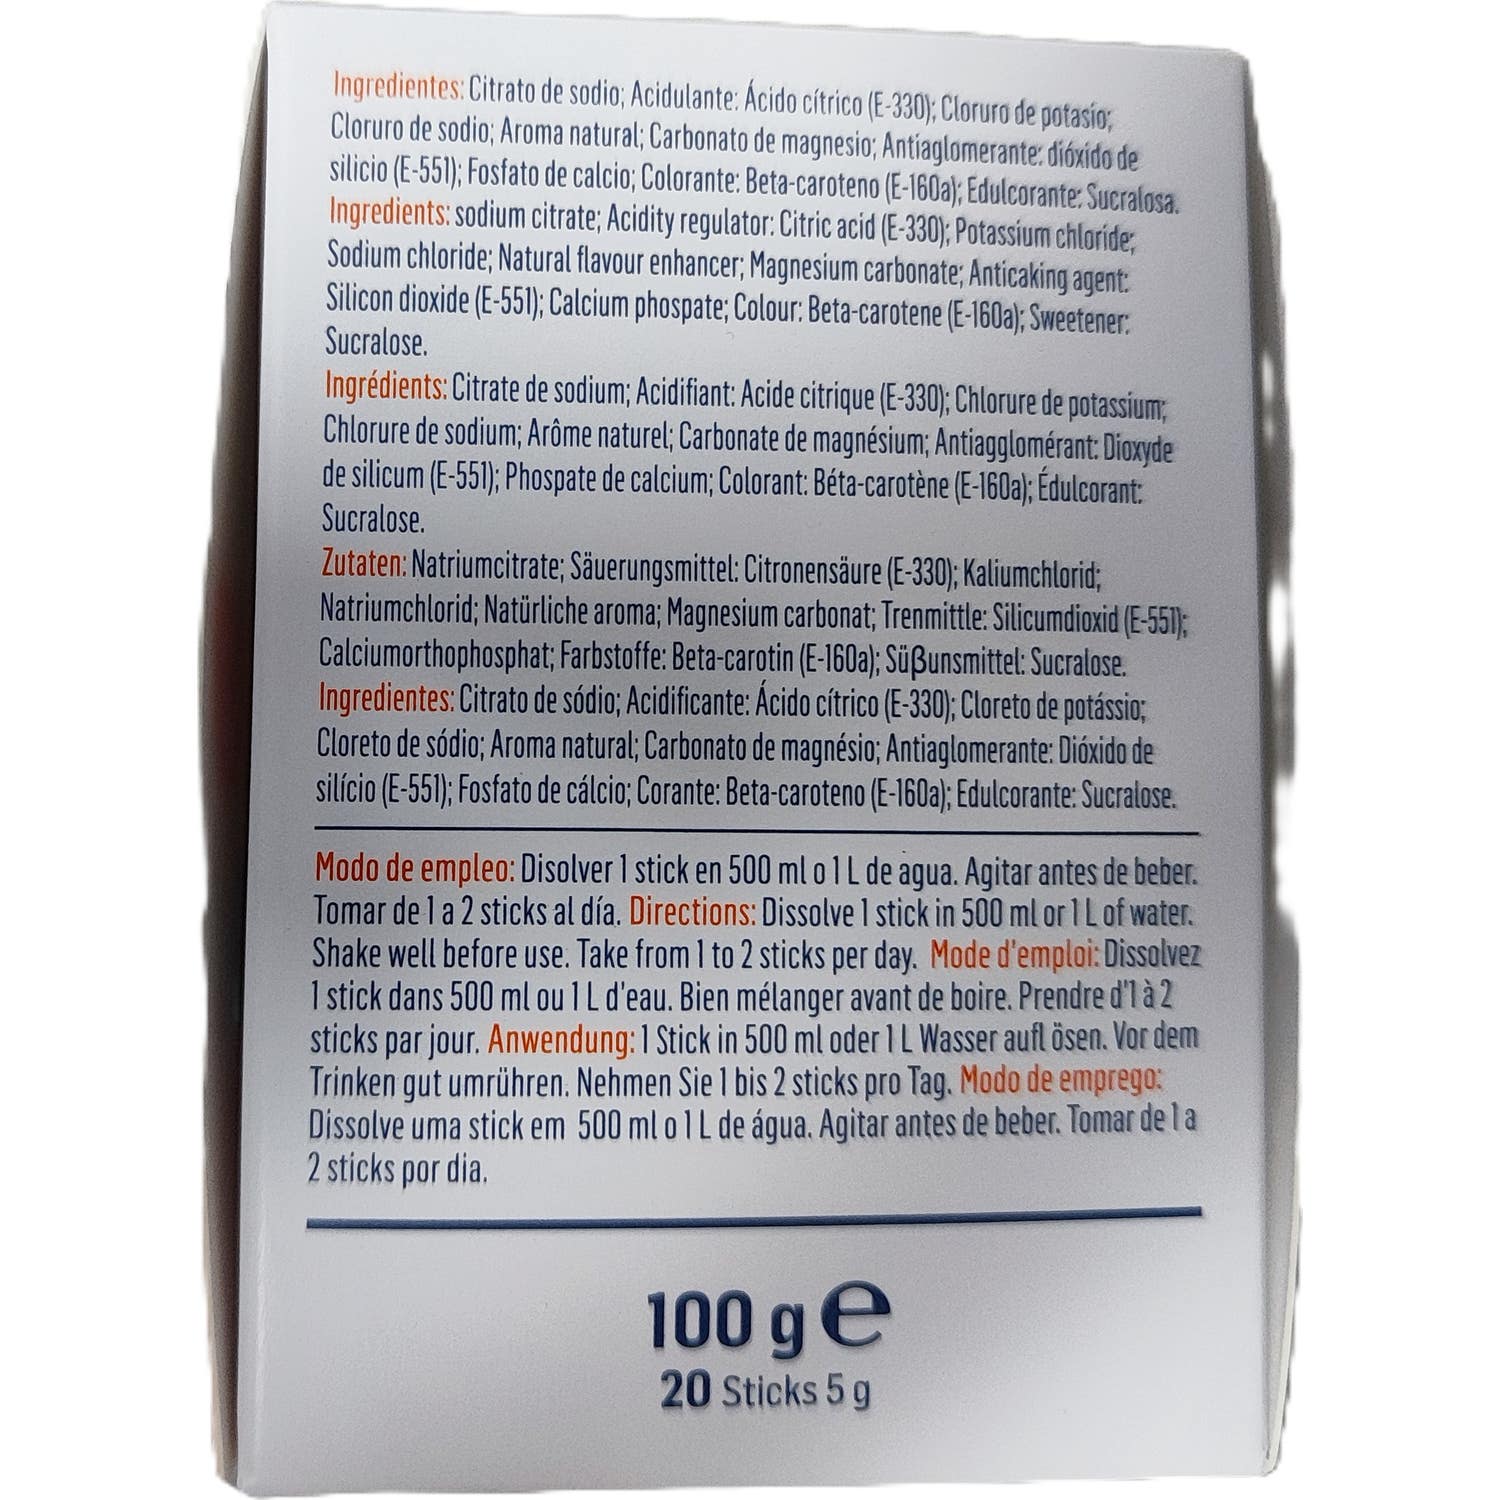 Ingredientes: Citrato de sodio; Acidulante: Ácido cítrico (E-330); Cloruro de potasio;
Cloruro de sodio; Aroma natural; Carbonato de magnesio; Antiaglomerante: dióxido de
silicio (E-551); Fosfato de calcio; Colorante: Beta-caroteno (E-160a); Edulcorante: Sucralosa.
Ingredients: sodium citrate; Acidity regulator: Citric acid (E-330); Potassium chloride;
Sodium chloride; Natural flavour enhancer; Magnesium carbonate; Anticaking agent:
Silicon dioxide (E-551); Calcium phospate; Colour: Beta-carotene (E-160a); Sweetener:
Sucralose.
Ingrédients: Citrate de sodium; Acidifiant: Acide citrique (E-330); Chlorure de potassium;
Chlorure de sodium; Arôme naturel; Carbonate de magnésium; Antiagglomérant: Dioxyde
de silicum (E-551); Phospate de calcium; Colorant: Béta-carotène (E-160a); Édulcorant:
Sucralose.
Zutaten: Natriumcitrate; Säuerungsmittel: Citronensäure (E-330); Kaliumchlorid;
Natriumchlorid; Natürliche aroma; Magnesium carbonat; Trenmittle: Silicumdioxid (E-551);
Calciumorthophosphat; Farbstoffe: Beta-carotin (E-160a); Süβunsmittel: Sucralose.
Ingredientes: Citrato de sódio; Acidificante: Ácido cítrico (E-330); Cloreto de potássio;
Cloreto de sódio; Aroma natural; Carbonato de magnésio; Antiaglomerante: Dióxido de
silício (E-551); Fosfato de cálcio; Corante: Beta-caroteno (E-160a); Edulcorante: Sucralose.
Modo de empleo: Disolver 1 stick en 500 ml o 1 L de agua. Agitar antes de beber.
Tomar de 1 a 2 sticks al día. Directions: Dissolve 1 stick in 500 ml or 1 L of water.
Shake well before use. Take from 1 to 2 sticks per day. Mode d'emploi: Dissolvez
1 stick dans 500 ml ou 1 L d'eau. Bien mélanger avant de boire. Prendre d'1 à 2
sticks par jour. Anwendung: 1 Stick in 500 ml oder 1 L Wasser aufl ösen. Vor dem
Trinken gut umrühren. Nehmen Sie 1 bis 2 sticks pro Tag. Modo de emprego:
Dissolve uma stick em 500 ml o 1 L de água. Agitar antes de beber. Tomar de 1 a
2 sticks por dia.
100 g e
20 Sticks 5 g